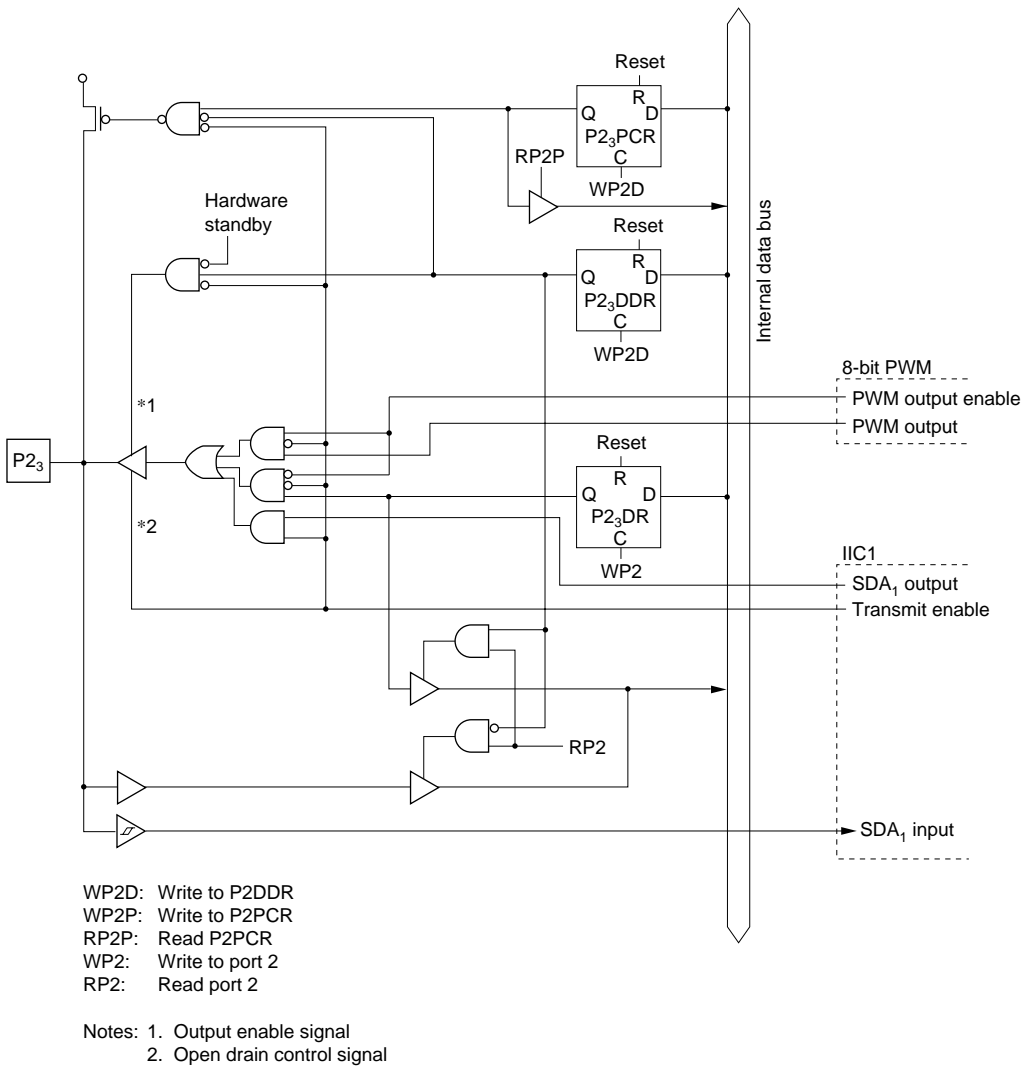 Reset
R
Q D
P2₃PCR
C
RP2P
WP2D
Hardware
standby
Reset
R
Q D
P2₃DDR
C
WP2D
Internal data bus
8-bit PWM
*1
PWM output enable
PWM output
P2₃
Reset
R
Q D
P2₃DR
C
WP2
*2
IIC1
SDA₁ output
Transmit enable
RP2
SDA₁ input
WP2D: Write to P2DDR
WP2P: Write to P2PCR
RP2P: Read P2PCR
WP2: Write to port 2
RP2: Read port 2
Notes: 1. Output enable signal
2. Open drain control signal